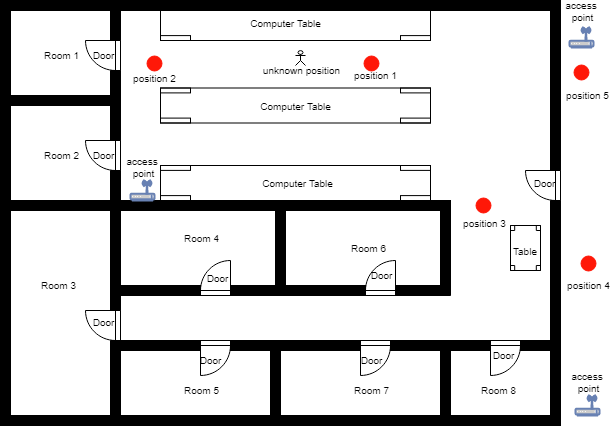 access
point
Computer Table
Room 1
Door
position 2
unknown position
position 1
position 5
Computer Table
Room 2
Door
access
point
Computer Table
Door
position 3
Room 4
Room 6
Table
Door
Door
Room 3
position 4
Door
Door
Door
Door
Room 5
Room 7
Room 8
access
point